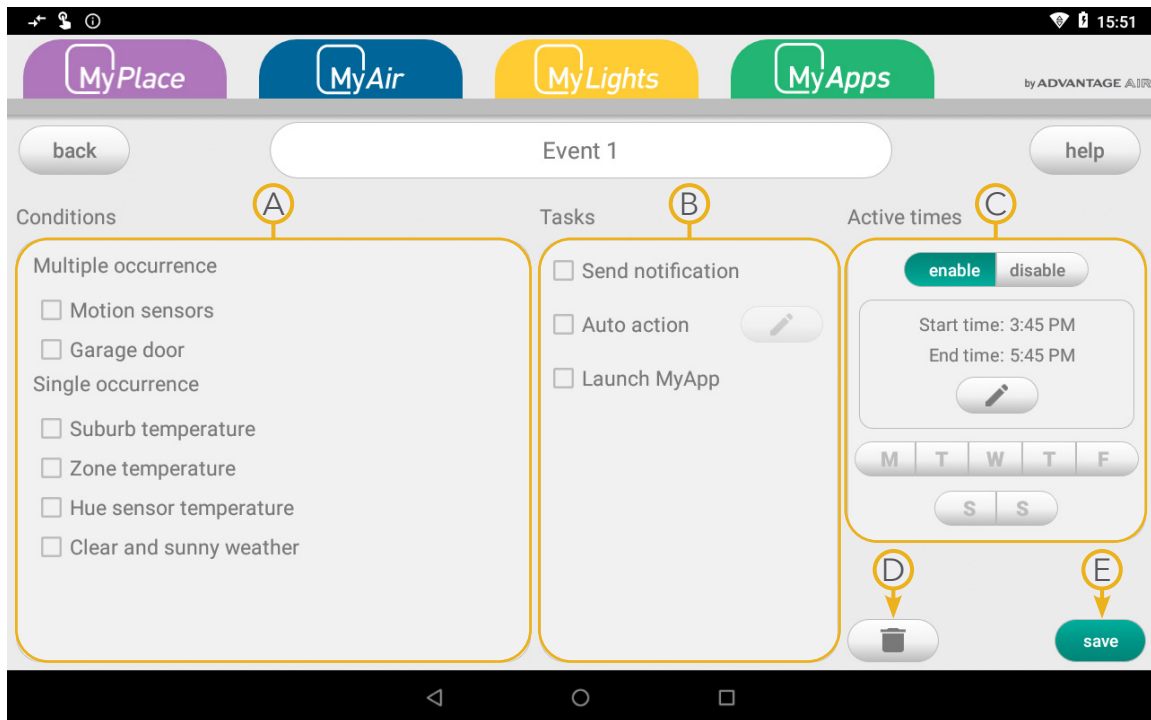 15:51
MyPlace MyAir MyLights MyApps by ADVANTAGE AIR
back Event 1 help
A B C
Conditions Tasks Active times
Multiple occurrence
Motion sensors
Garage door
Single occurrence
Suburb temperature
Zone temperature
Hue sensor temperature
Clear and sunny weather
Send notification
Auto action
Launch MyApp
enable disable
Start time: 3:45 PM
End time: 5:45 PM
M T W T F
S S
D E
save